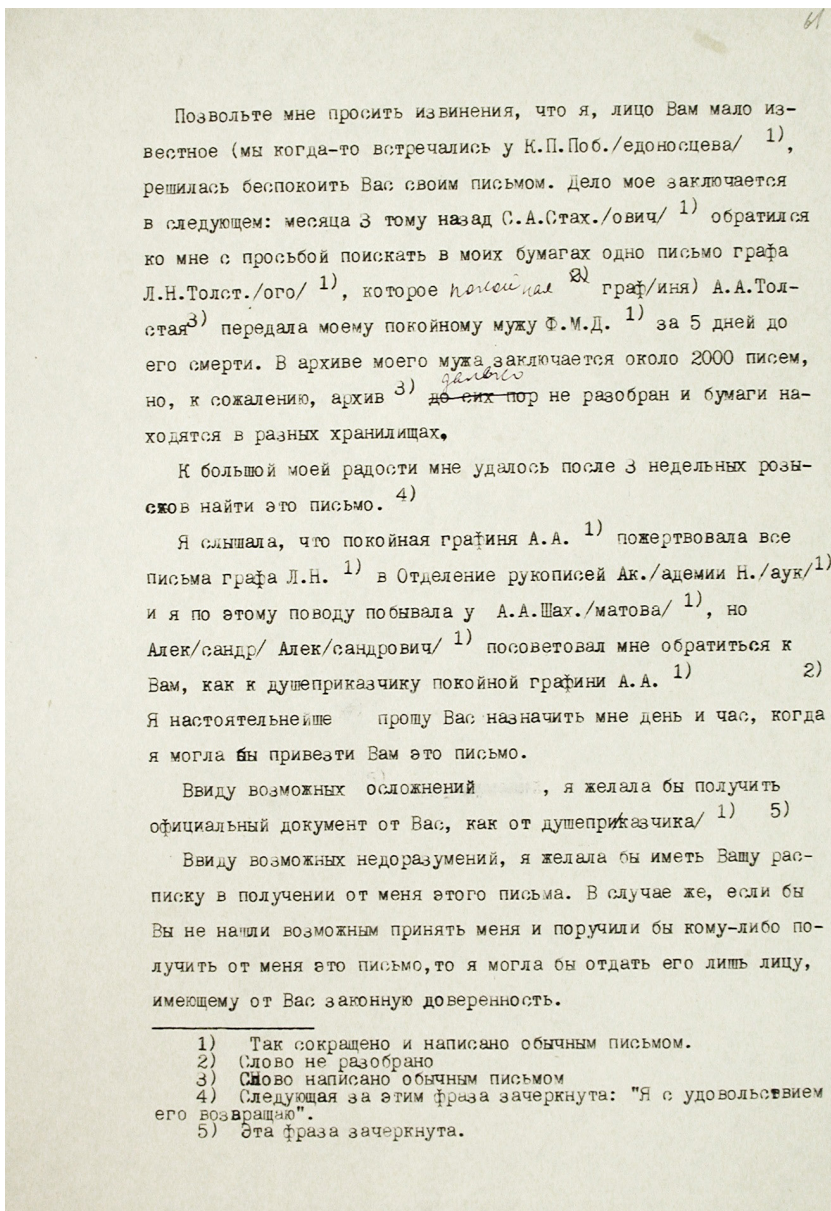 61
Позвольте мне просить извинения, что я, лицо Вам мало из-
вестное (мы когда-то встречались у К.П.Поб./едоносцева/ 1),
решилась беспокоить Вас своим письмом. Дело мое заключается
в следующем: месяца 3 тому назад С.А.Стах./ович/ 1) обратился
ко мне с просьбой поискать в моих бумагах одно письмо графа
Л.Н.Толст./ого/ 1), которое покойная 2) граф/иня) А.А.Тол-
стая3) передала моему покойному мужу Ф.М.Д. 1) за 5 дней до
его смерти. В архиве моего мужа заключается около 2000 писем,
но, к сожалению, архив 3) далеко до сих пор не разобран и бумаги на-
ходятся в разных хранилищах.
К большой моей радости мне удалось после 3 недельных розы-
сков найти это письмо. 4)
Я слышала, что покойная графиня А.А. 1) пожертвовала все
письма графа Л.Н. 1) в Отделение рукописей Ак./адемии Н./аук/1)
и я по этому поводу побывала у А.А.Шах./матова/ 1), но
Алек/сандр/ Алек/сандрович/ 1) посоветовал мне обратиться к
Вам, как к душеприказчику покойной графини А.А. 1) 2)
Я настоятельнейше прошу Вас назначить мне день и час, когда
я могла бы привезти Вам это письмо.
Ввиду возможных осложнений , я желала бы получить
официальный документ от Вас, как от душеприказчика/ 1) 5)
Ввиду возможных недоразумений, я желала бы иметь Вашу рас-
писку в получении от меня этого письма. В случае же, если бы
Вы не нашли возможным принять меня и поручили бы кому-либо по-
лучить от меня это письмо,то я могла бы отдать его лишь лицу,
имеющему от Вас законную доверенность.
1) Так сокращено и написано обычным письмом.
2) Слово не разобрано
3) Слово написано обычным письмом
4) Следующая за этим фраза зачеркнута: "Я с удовольствием
его возвращаю".
5) Эта фраза зачеркнута.